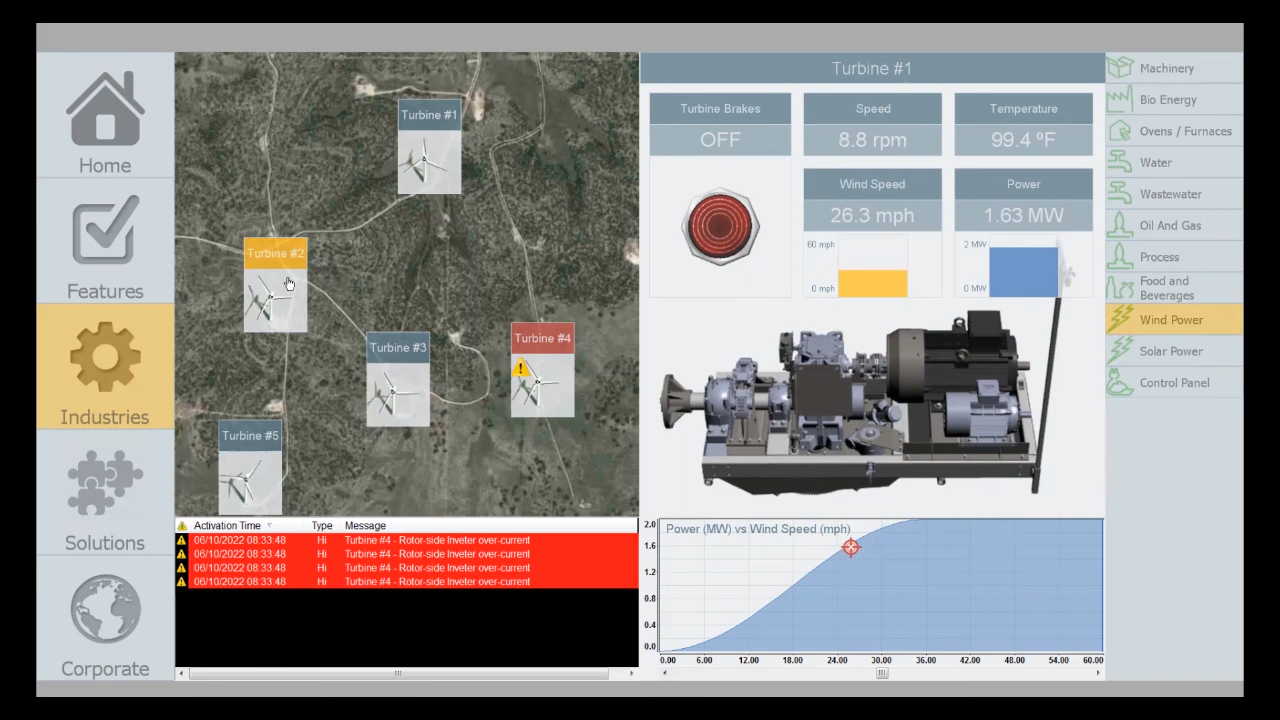 Home
Features
Industries
Solutions
Corporate
Turbine #1
Turbine #2
Turbine #3
Turbine #4
Turbine #5
Activation Time Type Message
06/10/2022 08:33:48 Hi Turbine #4 - Rotor-side Inveter over-current
06/10/2022 08:33:48 Hi Turbine #4 - Rotor-side Inveter over-current
06/10/2022 08:33:48 Hi Turbine #4 - Rotor-side Inveter over-current
06/10/2022 08:33:48 Hi Turbine #4 - Rotor-side Inveter over-current
Turbine #1
Turbine Brakes
OFF
Speed
8.8 rpm
Temperature
99.4 ºF
Wind Speed
26.3 mph
60 mph
0 mph
Power
1.63 MW
2 MW
0 MW
Power (MW) vs Wind Speed (mph)
2.0
1.6
1.2
0.8
0.4
0.0
0.00 6.00 12.00 18.00 24.00 30.00 36.00 42.00 48.00 54.00 60.00
Machinery
Bio Energy
Ovens / Furnaces
Water
Wastewater
Oil And Gas
Process
Food and
Beverages
Wind Power
Solar Power
Control Panel